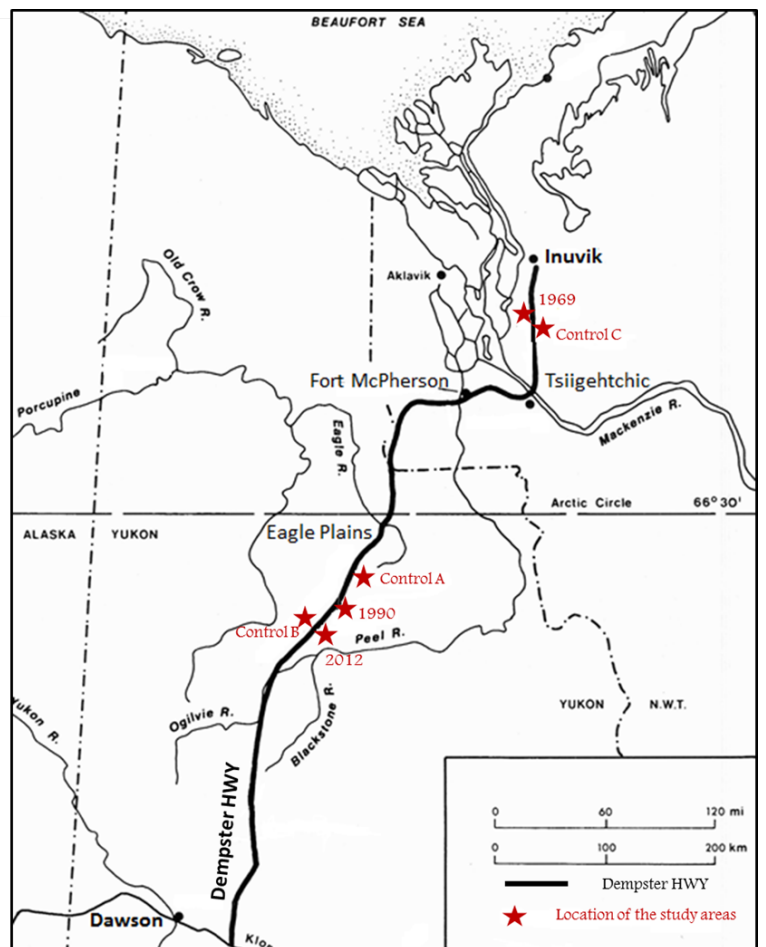 BEAUFORT SEA
Inuvik
Old Crow R.
Aklavik
1969
Control C
Fort McPherson
Tsiigehtchic
Porcupine
Mackenzie R.
Eagle R.
Arctic Circle 66°30'
ALASKA YUKON
Eagle Plains
Control A
1990
Control B
Peel R.
2012
Yukon R.
Ogilvie R.
Blackstone R.
YUKON N.W.T.
Dempster HWY
0 60 120 mi
0 100 200 km
Dempster HWY
Location of the study areas
Dawson
Klon